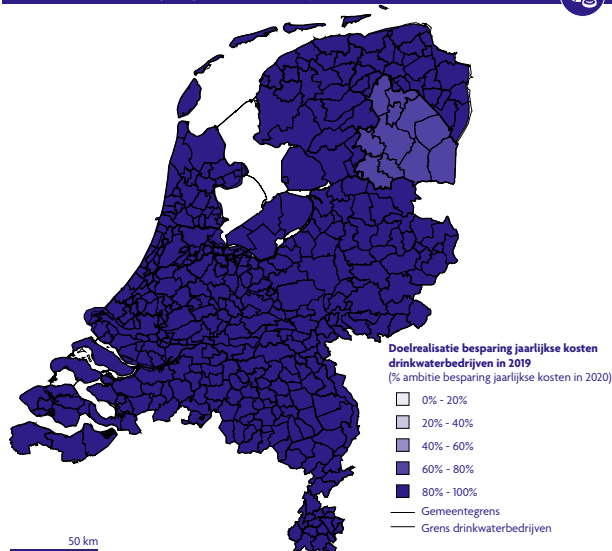 Doelrealisatie besparing jaarlijkse kosten
drinkwaterbedrijven in 2019
(% ambitie besparing jaarlijkse kosten in 2020)
0% - 20%
20% - 40%
40% - 60%
60% - 80%
80% - 100%
Gemeentegrens
Grens drinkwaterbedrijven
50 km